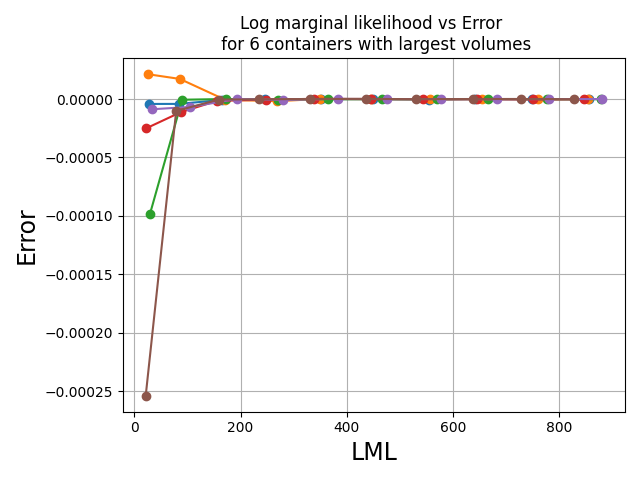 Log marginal likelihood vs Error
for 6 containers with largest volumes
0.00000
−0.00005
−0.00010
−0.00015
−0.00020
−0.00025
Error
0
200
400
600
800
LML